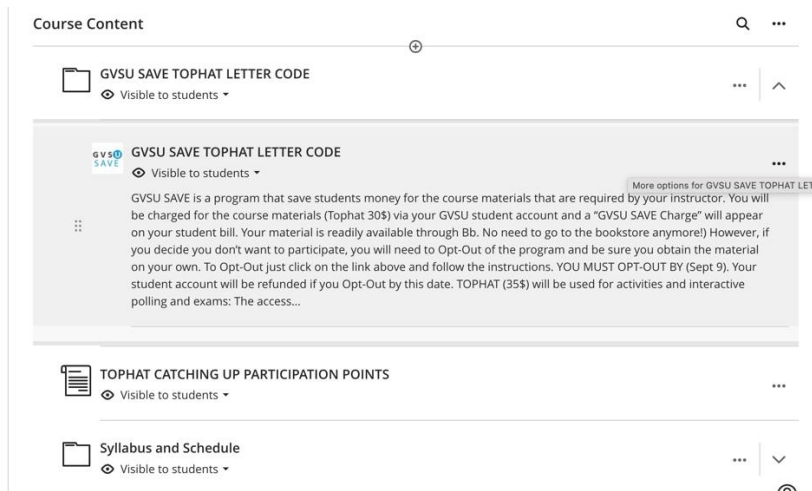 Course Content
GVSU SAVE TOPHAT LETTER CODE
Visible to students
GVSU SAVE
GVSU SAVE TOPHAT LETTER CODE
Visible to students
More options for GVSU SAVE TOPHAT LET
GVSU SAVE is a program that save students money for the course materials that are required by your instructor. You will
be charged for the course materials (Tophat 30$) via your GVSU student account and a “GVSU SAVE Charge” will appear
on your student bill. Your material is readily available through Bb. No need to go to the bookstore anymore!) However, if
you decide you don’t want to participate, you will need to Opt-Out of the program and be sure you obtain the material
on your own. To Opt-Out just click on the link above and follow the instructions. YOU MUST OPT-OUT BY (Sept 9). Your
student account will be refunded if you Opt-Out by this date. TOPHAT (35$) will be used for activities and interactive
polling and exams: The access...
TOPHAT CATCHING UP PARTICIPATION POINTS
Visible to students
Syllabus and Schedule
Visible to students